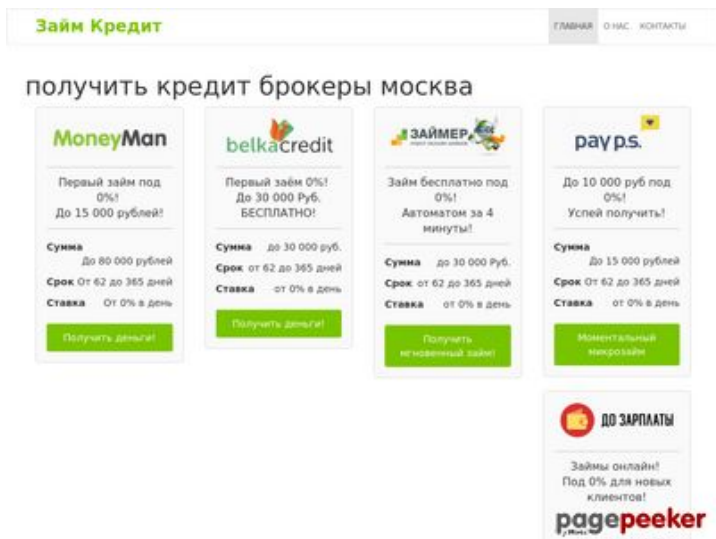 Займ Кредит
ГЛАВНАЯ О НАС. КОНТАКТЫ
получить кредит брокеры москва
MoneyMan
Первый займ под
0%!
До 15 000 рублей!
Сумма
До 80 000 рублей
Срок От 62 до 365 дней
Ставка От 0% в день
Получить деньги!
belkacredit
Первый заём 0%!
До 30 000 Руб.
БЕСПЛАТНО!
Сумма до 30 000 руб.
Срок от 62 до 365 дней
Ставка от 0% в день
Получить деньги!
ЗАЙМЕР
Займ бесплатно под
0%!
Автоматом за 4
минуты!
Сумма до 30 000 Руб.
Срок от 62 до 365 дней
Ставка от 0% в день
Получить
мгновенный займ!
pay p.s.
До 10 000 руб под
0%!
Успей получить!
Сумма
До 15 000 рублей
Срок От 62 до 365 дней
Ставка от 0% в день
Моментальный
микрозайм
ДО ЗАРПЛАТЫ
Займы онлайн!
Под 0% для новых
клиентов!
pagepeeker